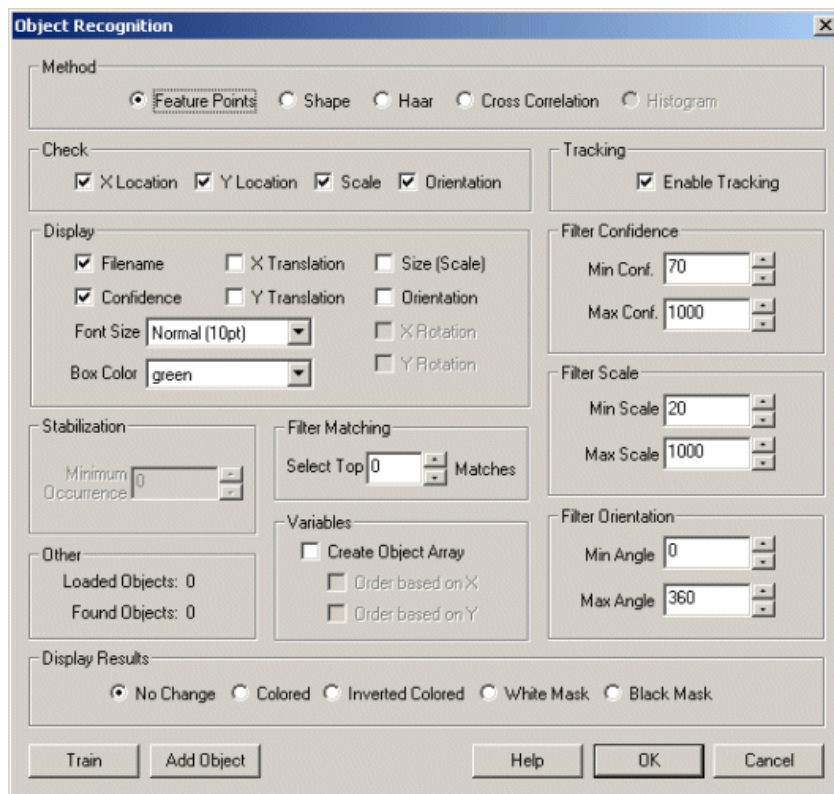 Object Recognition
Method
Feature Points Shape Haar Cross Correlation Histogram
Check
X Location Y Location Scale Orientation
Tracking
Enable Tracking
Display
Filename X Translation Size (Scale)
Confidence Y Translation Orientation
Font Size Normal (10pt) X Rotation
Box Color green Y Rotation
Filter Confidence
Min Conf. 70
Max Conf. 1000
Filter Scale
Min Scale 20
Max Scale 1000
Stabilization
Minimum
Occurrence 0
Filter Matching
Select Top 0 Matches
Variables
Create Object Array
Order based on X
Order based on Y
Filter Orientation
Min Angle 0
Max Angle 360
Other
Loaded Objects: 0
Found Objects: 0
Display Results
No Change Colored Inverted Colored White Mask Black Mask
Train Add Object Help OK Cancel